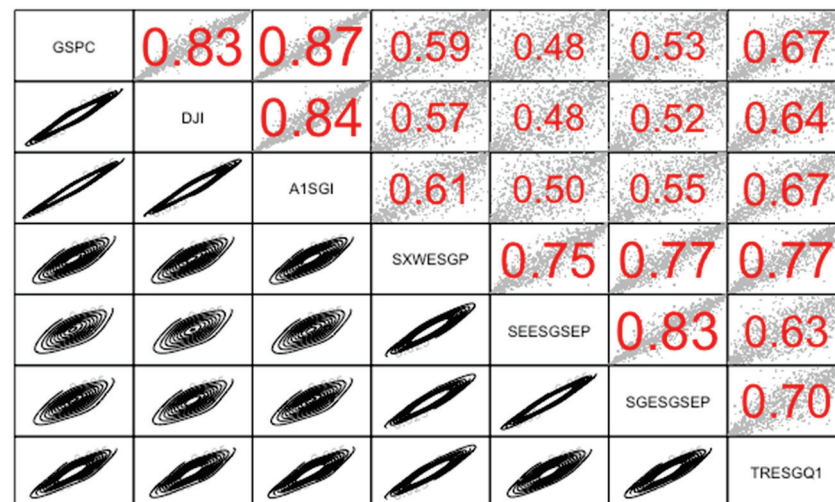 GSPC 0.83 0.87 0.59 0.48 0.53 0.67
DJI 0.84 0.57 0.48 0.52 0.64
A1SGI 0.61 0.50 0.55 0.67
SXWESGP 0.75 0.77 0.77
SEESGSEP 0.83 0.63
SGESGSEP 0.70
TRESGQ1